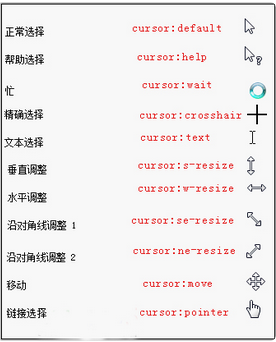 正常选择 cursor:default
帮助选择 cursor:help
忙 cursor:wait
精确选择 cursor:crosshair
文本选择 cursor:text
垂直调整 cursor:s-resize
水平调整 cursor:w-resize
沿对角线调整 1 cursor:se-resize
沿对角线调整 2 cursor:ne-resize
移动 cursor:move
链接选择 cursor:pointer